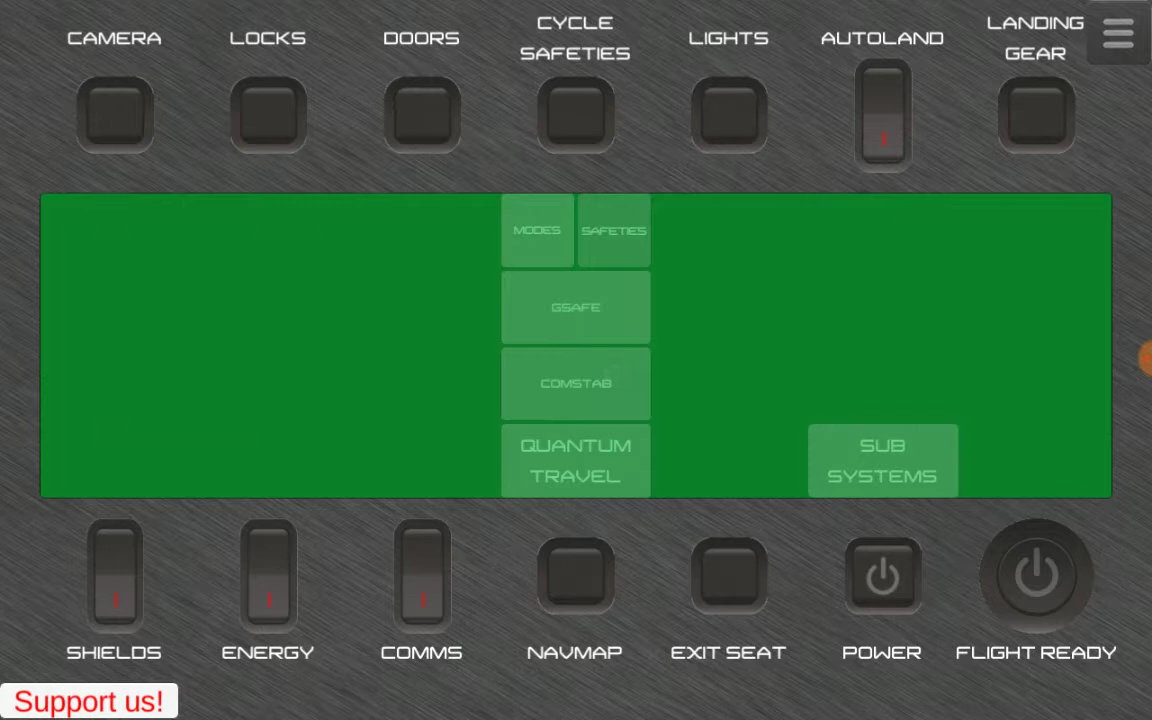 CAMERA
LOCKS
DOORS
CYCLE
SAFETIES
LIGHTS
AUTOLAND
LANDING
GEAR
MODES
SAFETIES
GSAFE
COMSTAB
QUANTUM
TRAVEL
SUB
SYSTEMS
SHIELDS
ENERGY
COMMS
NAVMAP
EXIT SEAT
POWER
FLIGHT READY
Support us!